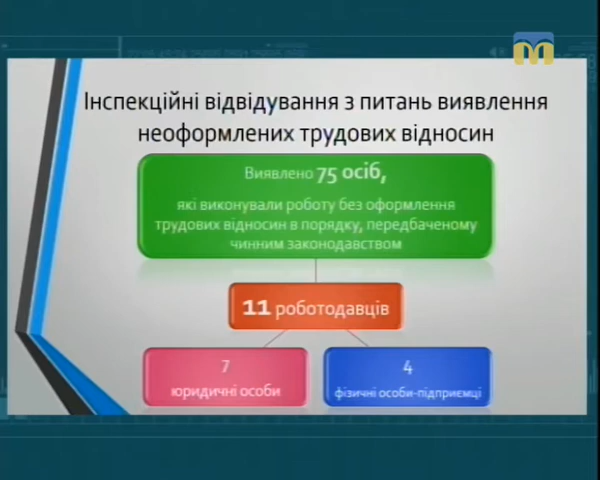 Інспекційні відвідування з питань виявлення
неоформлених трудових відносин
Виявлено 75 осіб,
які виконували роботу без оформлення
трудових відносин в порядку, передбаченому
чинним законодавством
11 роботодавців
7
юридичні особи
4
фізичні особи-підприємці